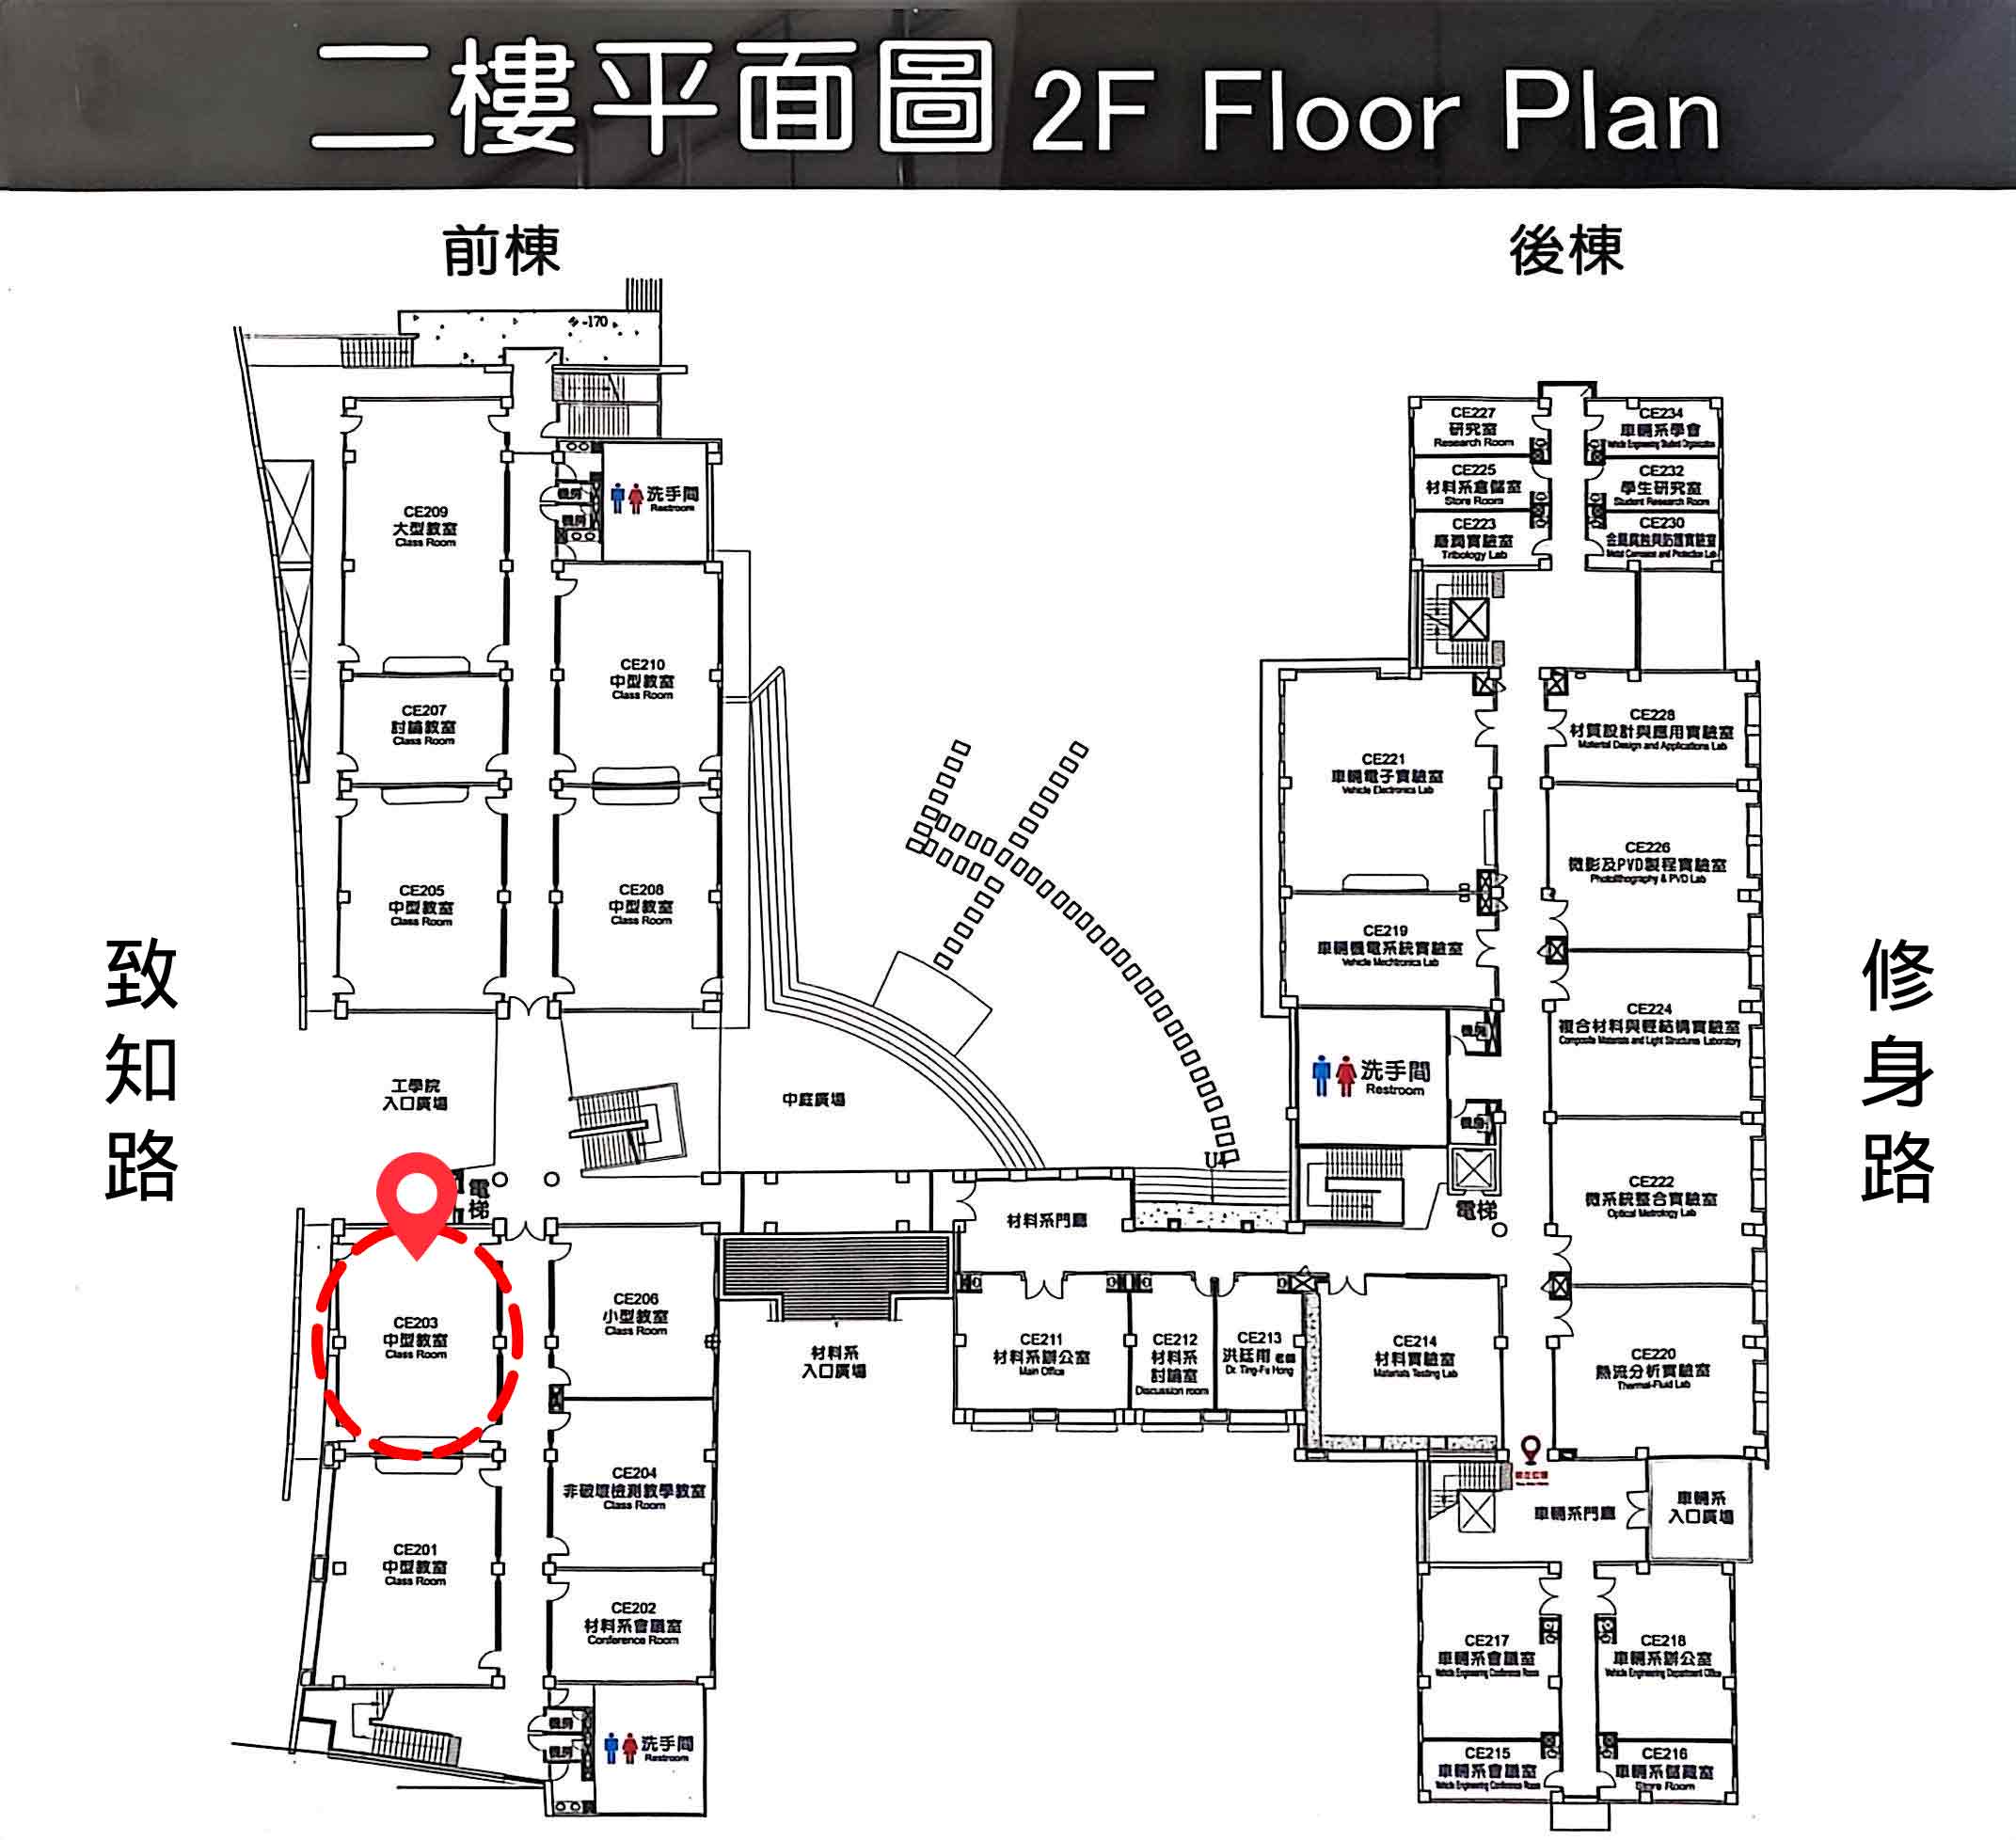 二樓平面圖 2F Floor Plan
前棟
後棟
致知路
修身路
-170
CE209
大型教室
Class Room
洗手間
Restroom
機房
機房
CE210
中型教室
Class Room
CE207
討論教室
Class Room
CE205
中型教室
Class Room
CE208
中型教室
Class Room
工學院
入口廣場
中庭廣場
電梯
CE203
中型教室
Class Room
CE206
小型教室
Class Room
CE204
非破壞檢測教學教室
Class Room
CE201
中型教室
Class Room
CE202
材料系會議室
Conference Room
機房
機房
洗手間
Restroom
材料系
入口廣場
材料系門廳
CE211
材料系辦公室
Main Office
CE212
材料系
討論室
Discussion room
CE213
洪廷甫 老師
Dr. Ting-Fu Hong
CE214
材料實驗室
Materials Testing Lab
CE227
研究室
Research Room
CE225
材料系倉儲室
Store Room
CE223
磨潤實驗室
Tribology Lab
CE234
車輛系學會
Vehicle Engineering Student Organization
CE232
學生研究室
Student Research Room
CE230
金屬腐蝕與防護實驗室
Metal Corrosion and Protection Lab
CE221
車輛電子實驗室
Vehicle Electronics Lab
CE228
材質設計與應用實驗室
Material Design and Applications Lab
CE226
微影及PVD製程實驗室
Photolithography & PVD Lab
CE219
車輛機電系統實驗室
Vehicle Mechtronics Lab
CE224
複合材料與輕結構實驗室
Composite Materials and Light Structures Laboratory
機房
洗手間
Restroom
機房
電梯
CE222
微系統整合實驗室
Optical Metrology Lab
CE220
熱流分析實驗室
Thermal-Fluid Lab
車輛系門廳
車輛系
入口廣場
CE217
車輛系會議室
Vehicle Engineering Conference Room
CE218
車輛系辦公室
Vehicle Engineering Department Office
CE215
車輛系會議室
Vehicle Engineering Conference Room
CE216
車輛系儲藏室
Store Room